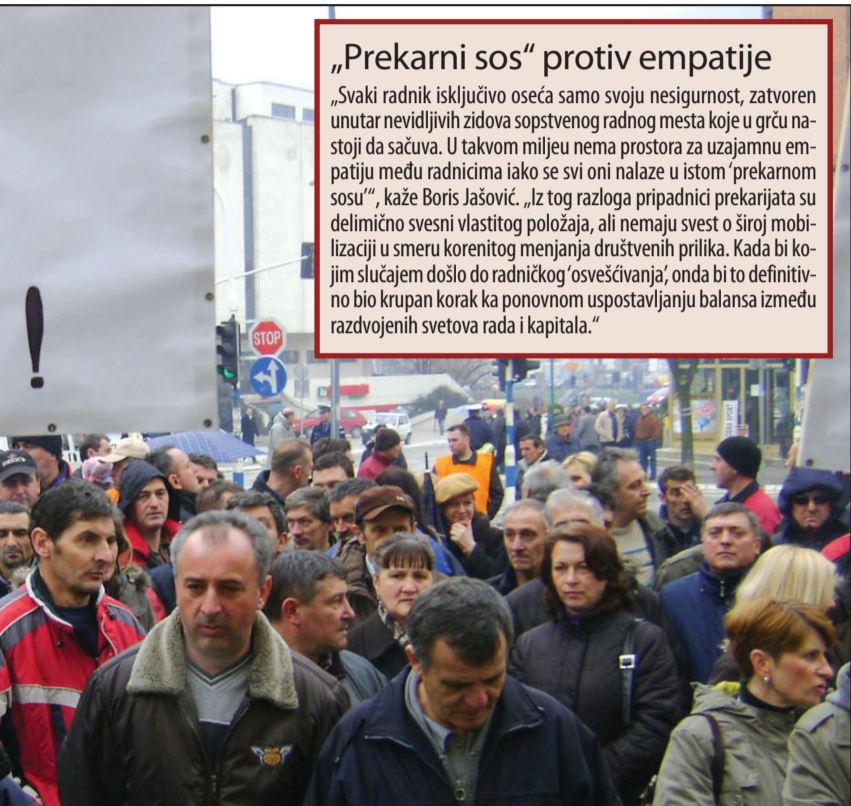 !
„Prekarni sos“ protiv empatije
„Svaki radnik isključivo oseća samo svoju nesigurnost, zatvoren
unutar nevidljivih zidova sopstvenog radnog mesta koje u grču na-
stoji da sačuva. U takvom miljeu nema prostora za uzajamnu em-
patiju među radnicima iako se svi oni nalaze u istom ‘prekarnom
sosu’“, kaže Boris Jašović. „Iz tog razloga pripadnici prekarijata su
delimično svesni vlastitog položaja, ali nemaju svest o široj mobi-
lizaciji u smeru korenitog menjanja društvenih prilika. Kada bi ko-
jim slučajem došlo do radničkog ‘osvešćivanja’, onda bi to definitiv-
no bio krupan korak ka ponovnom uspostavljanju balansa između
razdvojenih svetova rada i kapitala.“
STOP